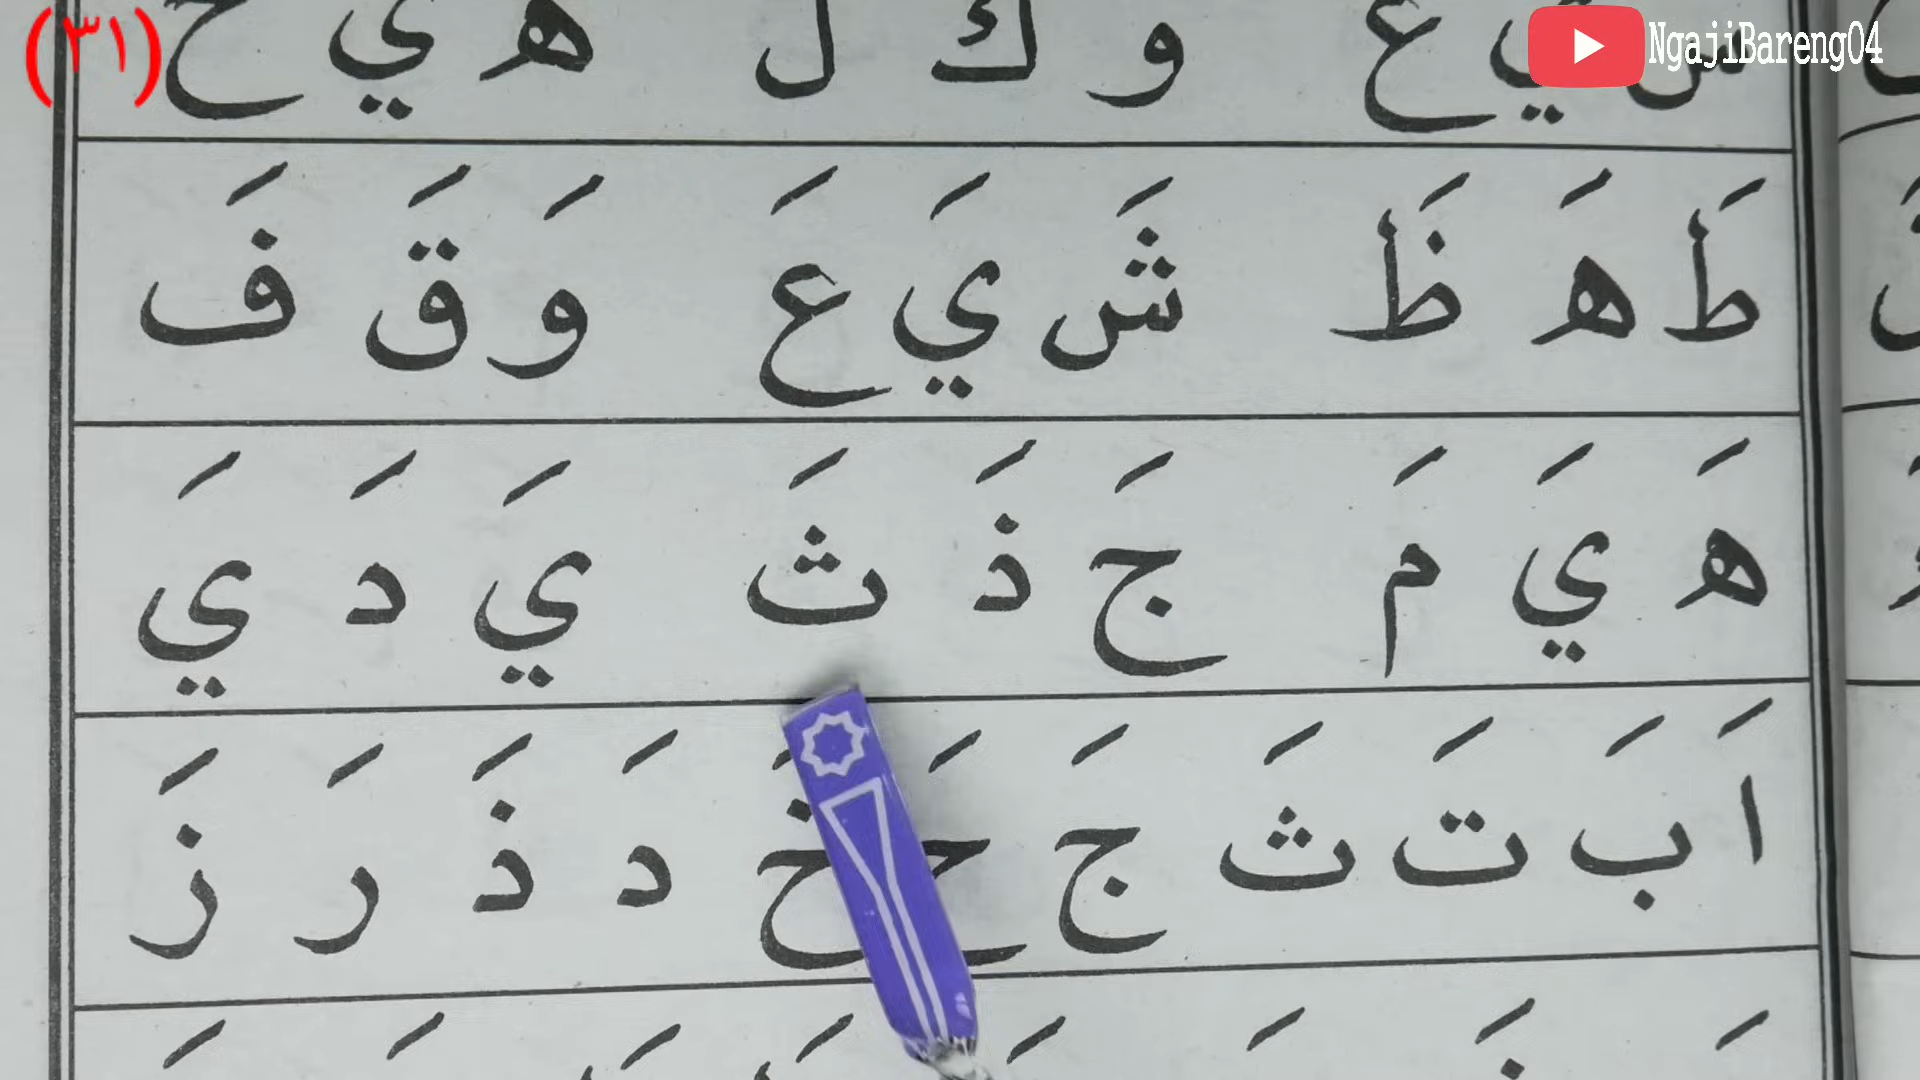 (٣١)
NgajiBareng04
س ي ع و ك ل ه ي ح
طَ هَ ظَ شَ يَ عَ وَ قَ فَ
هَ يَ مَ جَ ذَ ثَ يَ دَ يَ
اَ بَ تَ ثَ جَ حَ خَ دَ ذَ رَ زَ